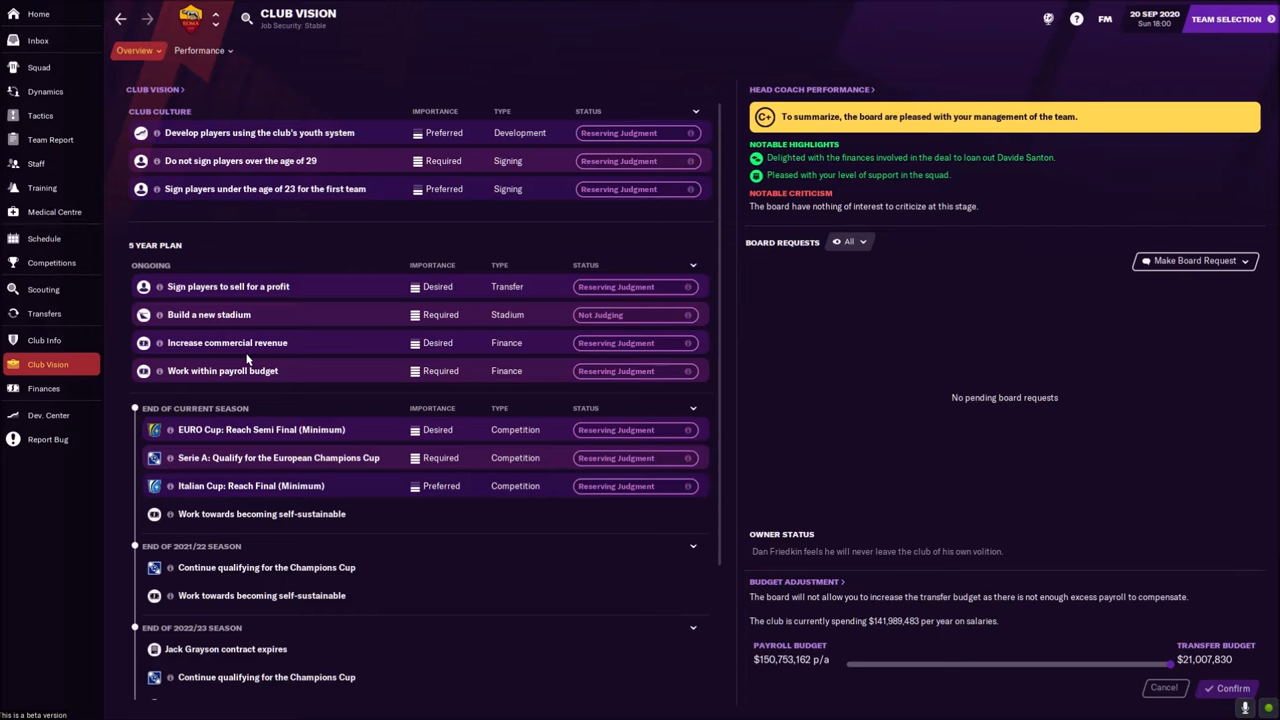 Home
Inbox
Squad
Dynamics
Tactics
Team Report
Staff
Training
Medical Centre
Schedule
Competitions
Scouting
Transfers
Club Info
Club Vision
Finances
Dev. Center
Report Bug
This is a beta version
ROMA
CLUB VISION
Job Security: Stable
FM
20 SEP 2020
Sun 18:00
TEAM SELECTION
Overview
Performance
CLUB VISION >
CLUB CULTURE IMPORTANCE TYPE STATUS
Develop players using the club's youth system Preferred Development Reserving Judgment
Do not sign players over the age of 29 Required Signing Reserving Judgment
Sign players under the age of 23 for the first team Preferred Signing Reserving Judgment
5 YEAR PLAN
ONGOING IMPORTANCE TYPE STATUS
Sign players to sell for a profit Desired Transfer Reserving Judgment
Build a new stadium Required Stadium Not Judging
Increase commercial revenue Desired Finance Reserving Judgment
Work within payroll budget Required Finance Reserving Judgment
END OF CURRENT SEASON IMPORTANCE TYPE STATUS
EURO Cup: Reach Semi Final (Minimum) Desired Competition Reserving Judgment
Serie A: Qualify for the European Champions Cup Required Competition Reserving Judgment
Italian Cup: Reach Final (Minimum) Preferred Competition Reserving Judgment
Work towards becoming self-sustainable
END OF 2021/22 SEASON
Continue qualifying for the Champions Cup
Work towards becoming self-sustainable
END OF 2022/23 SEASON
Jack Grayson contract expires
Continue qualifying for the Champions Cup
HEAD COACH PERFORMANCE >
C+ To summarize, the board are pleased with your management of the team.
NOTABLE HIGHLIGHTS
Delighted with the finances involved in the deal to loan out Davide Santon.
Pleased with your level of support in the squad.
NOTABLE CRITICISM
The board have nothing of interest to criticize at this stage.
BOARD REQUESTS All
Make Board Request
No pending board requests
OWNER STATUS
Dan Friedkin feels he will never leave the club of his own volition.
BUDGET ADJUSTMENT >
The board will not allow you to increase the transfer budget as there is not enough excess payroll to compensate.
The club is currently spending $141,989,483 per year on salaries.
PAYROLL BUDGET TRANSFER BUDGET
$150,753,162 p/a $21,007,830
Cancel Confirm